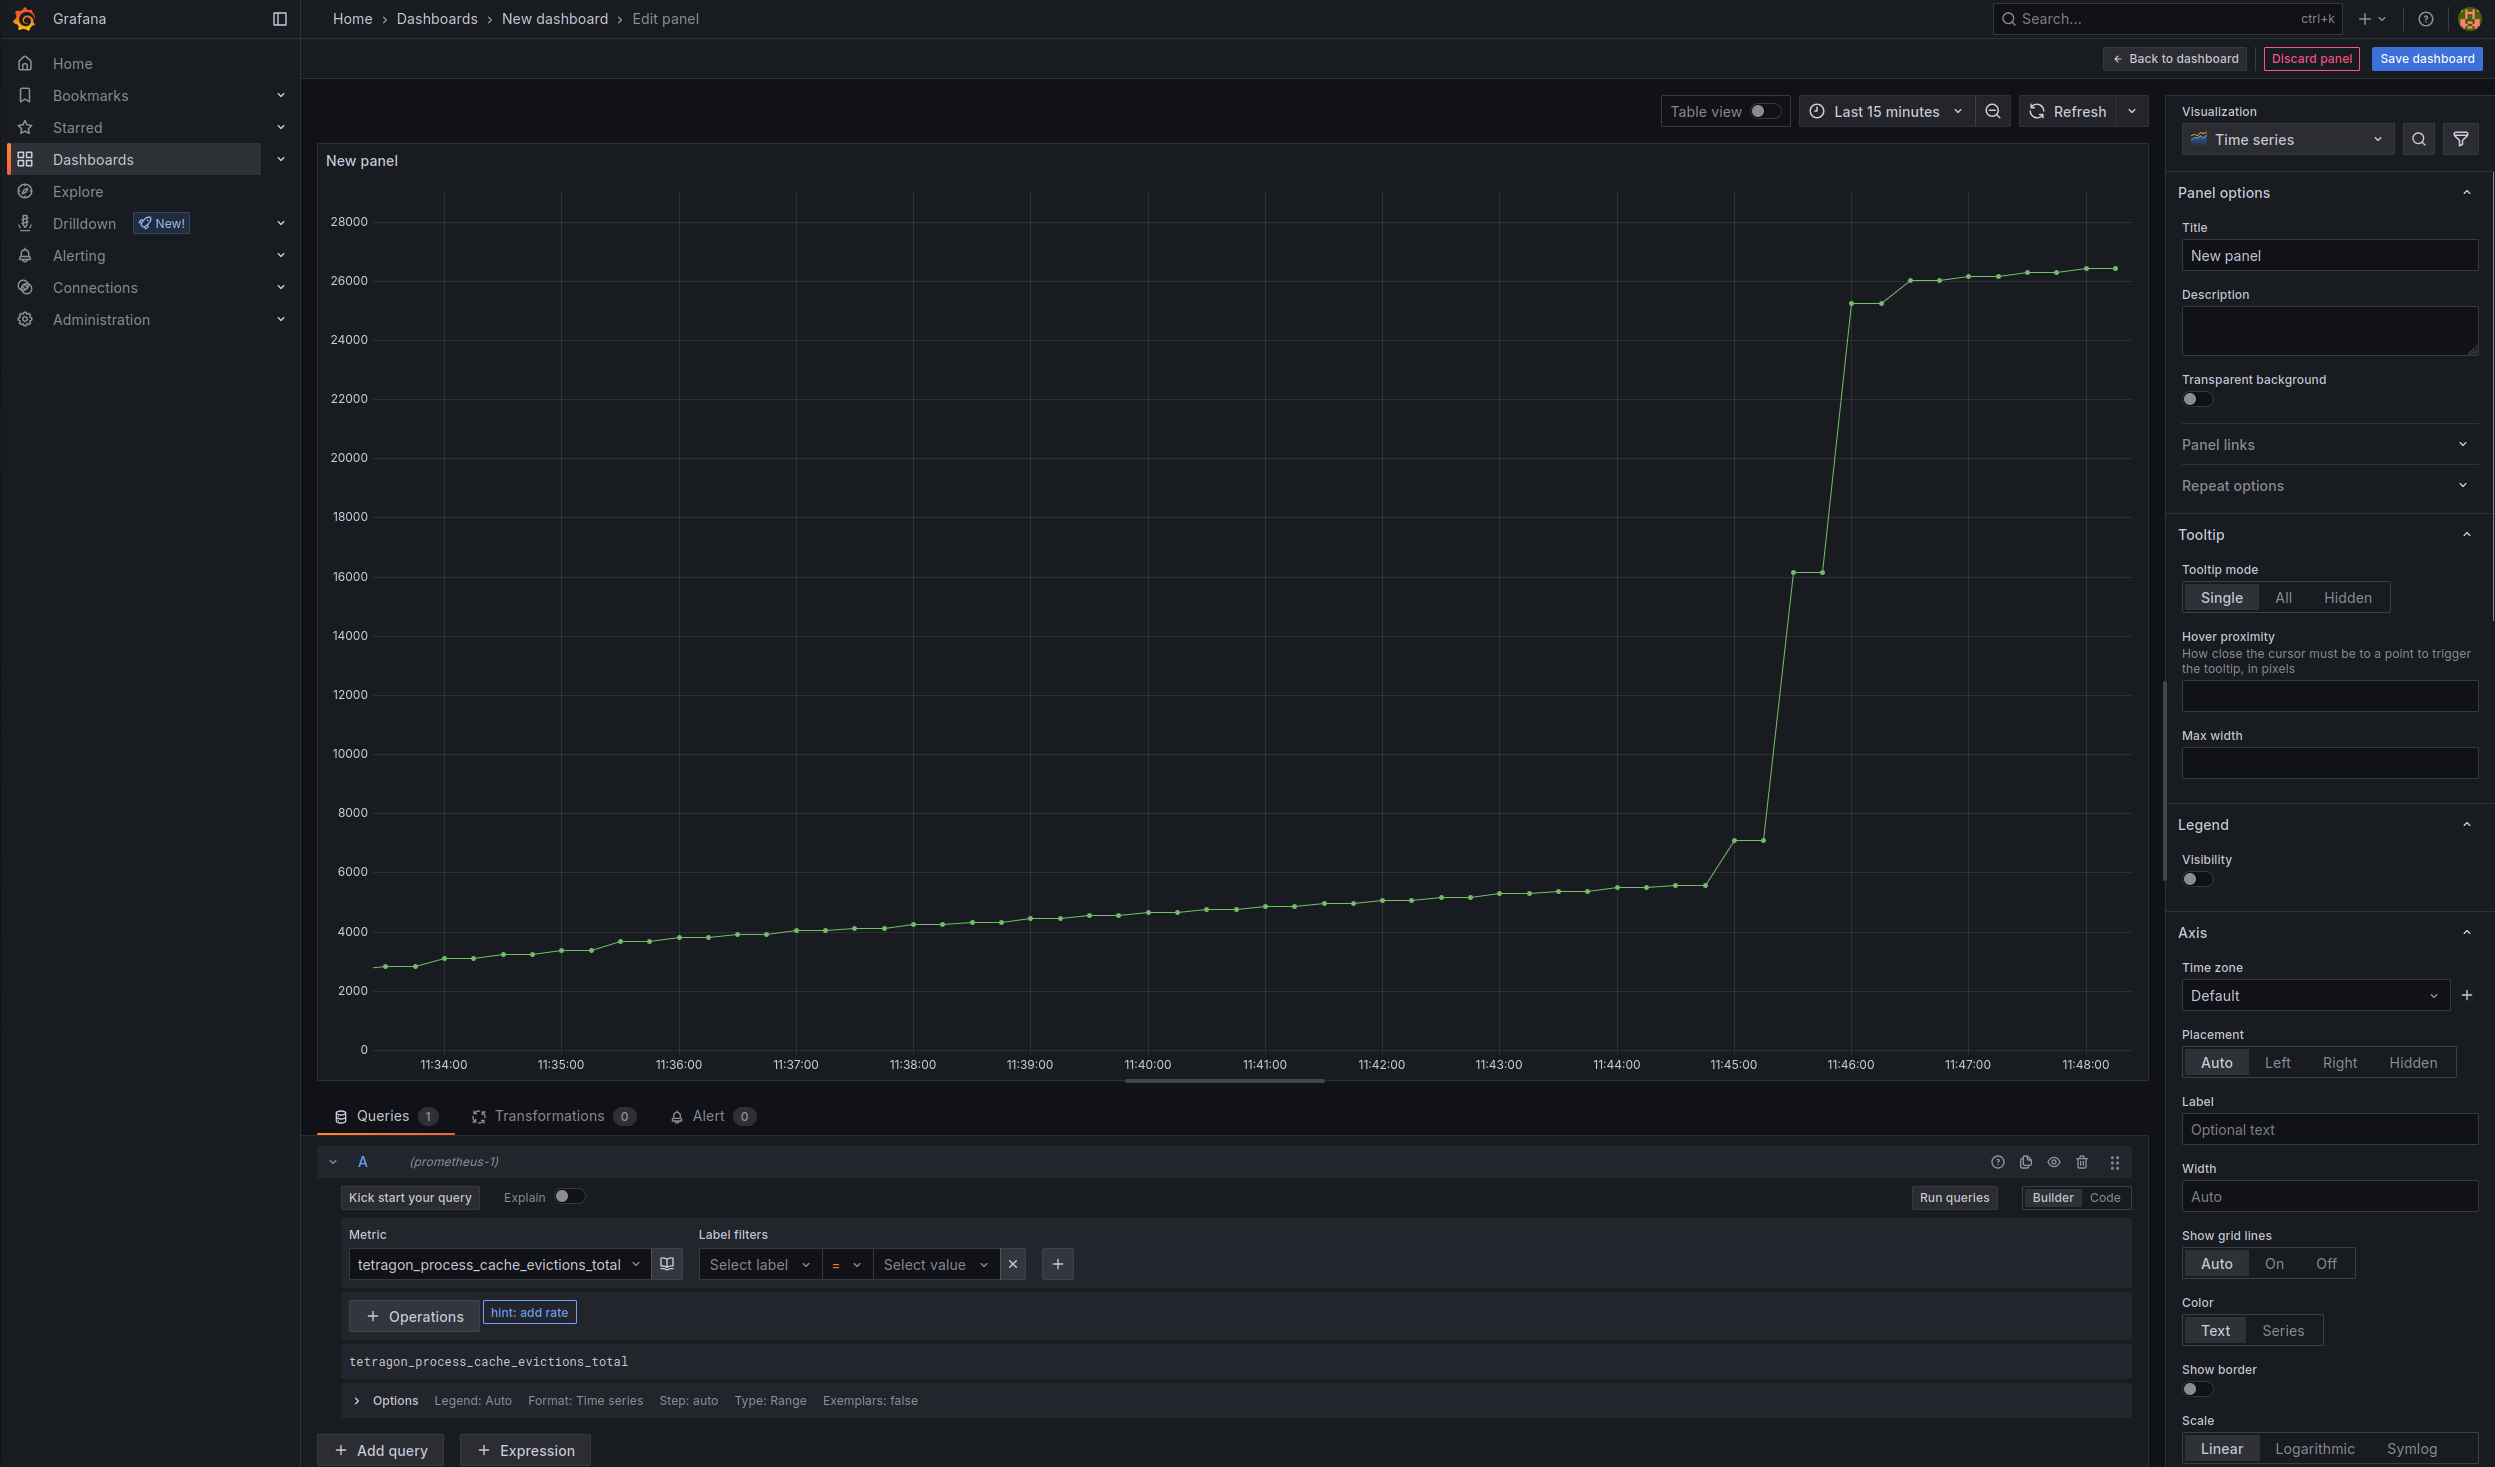 Grafana
Home › Dashboards › New dashboard › Edit panel
Search... ctrl+k
Back to dashboard
Discard panel
Save dashboard
Home
Bookmarks
Starred
Dashboards
Explore
Drilldown New!
Alerting
Connections
Administration
Table view
Last 15 minutes
Refresh
New panel
28000
26000
24000
22000
20000
18000
16000
14000
12000
10000
8000
6000
4000
2000
0
11:34:00 11:35:00 11:36:00 11:37:00 11:38:00 11:39:00 11:40:00 11:41:00 11:42:00 11:43:00 11:44:00 11:45:00 11:46:00 11:47:00 11:48:00
Queries 1 Transformations 0 Alert 0
A (prometheus-1)
Kick start your query Explain Run queries Builder Code
Metric Label filters
tetragon_process_cache_evictions_total Select label = Select value
Operations hint: add rate
tetragon_process_cache_evictions_total
Options Legend: Auto Format: Time series Step: auto Type: Range Exemplars: false
+ Add query + Expression
Visualization
Time series
Panel options
Title
New panel
Description
Transparent background
Panel links
Repeat options
Tooltip
Tooltip mode
Single All Hidden
Hover proximity
How close the cursor must be to a point to trigger
the tooltip, in pixels
Max width
Legend
Visibility
Axis
Time zone
Default
Placement
Auto Left Right Hidden
Label
Optional text
Width
Auto
Show grid lines
Auto On Off
Color
Text Series
Show border
Scale
Linear Logarithmic Symlog